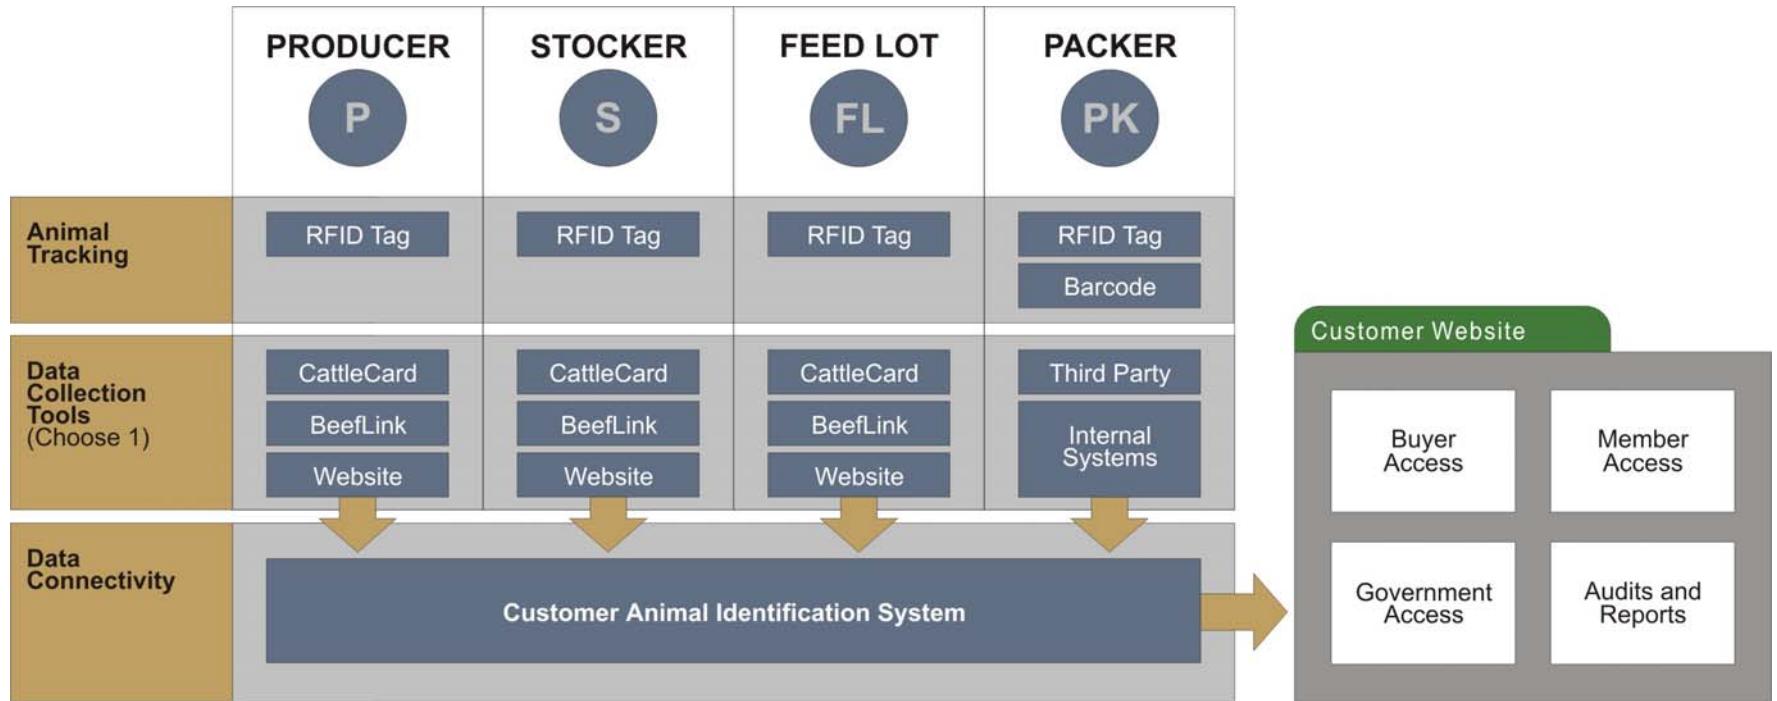 PRODUCER
STOCKER
FEED LOT
PACKER
P
S
FL
PK
Animal
Tracking
RFID Tag
RFID Tag
RFID Tag
RFID Tag
Barcode
Data
Collection
Tools
(Choose 1)
CattleCard
CattleCard
CattleCard
Third Party
BeefLink
BeefLink
BeefLink
Internal
Systems
Website
Website
Website
Data
Connectivity
Customer Animal Identification System
Customer Website
Buyer
Access
Member
Access
Government
Access
Audits and
Reports